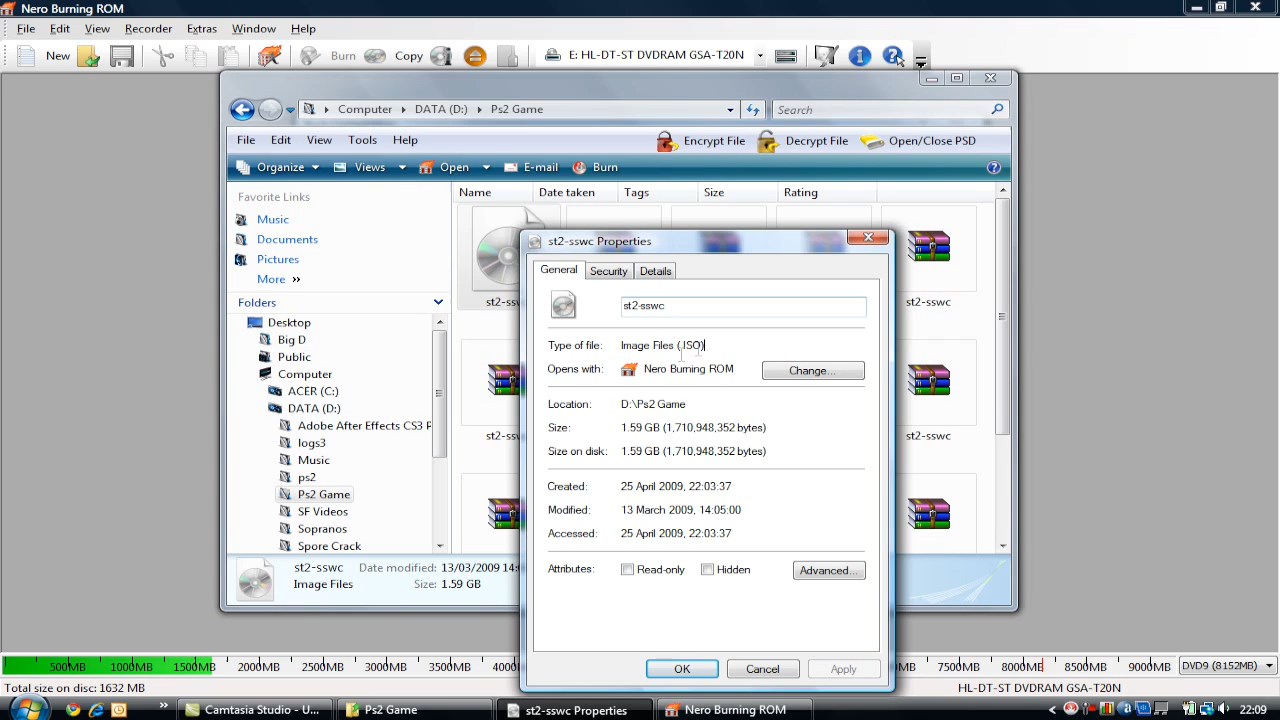 Nero Burning ROM
File Edit View Recorder Extras Window Help
New Burn Copy E: HL-DT-ST DVDRAM GSA-T20N
Computer DATA (D:) Ps2 Game Search
File Edit View Tools Help Encrypt File Decrypt File Open/Close PSD
Organize Views Open E-mail Burn
Favorite Links
Music
Documents
Pictures
More »
Folders
Desktop
Big D
Public
Computer
ACER (C:)
DATA (D:)
Adobe After Effects CS3 P
logs3
Music
ps2
Ps2 Game
SF Videos
Sopranos
Spore Crack
Name Date taken Tags Size Rating
st2-ssw
st2-sswc
st2-ss
st2-sswc
st2-sswc Properties
General Security Details
st2-sswc
Type of file: Image Files (.ISO)
Opens with: Nero Burning ROM Change...
Location: D:\Ps2 Game
Size: 1.59 GB (1,710,948,352 bytes)
Size on disk: 1.59 GB (1,710,948,352 bytes)
Created: 25 April 2009, 22:03:37
Modified: 13 March 2009, 14:05:00
Accessed: 25 April 2009, 22:03:37
Attributes: Read-only Hidden Advanced...
OK Cancel Apply
st2-sswc Date modified: 13/03/2009 14:
Image Files Size: 1.59 GB
500MB 1000MB 1500MB 2000MB 2500MB 3000MB 3500MB 4000 MB 7500MB 8000MB 8500MB 9000MB DVD9 (8152MB)
Total size on disc: 1632 MB HL-DT-ST DVDRAM GSA-T20N
» Camtasia Studio - U... Ps2 Game st2-sswc Properties Nero Burning ROM 22:09